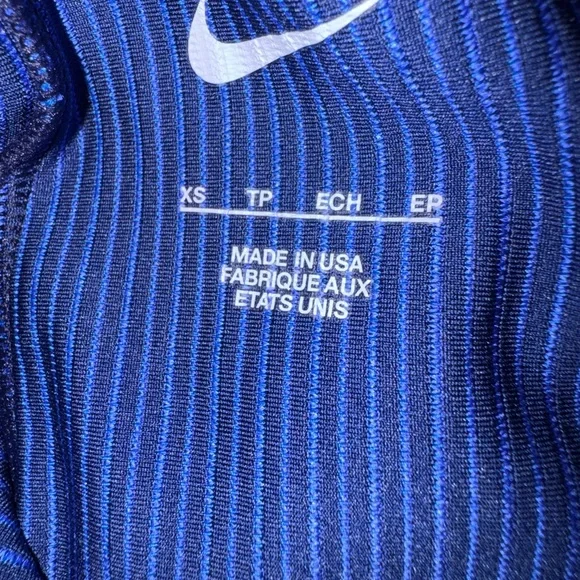 XS TP ECH EP
MADE IN USA
FABRIQUE AUX
ETATS UNIS